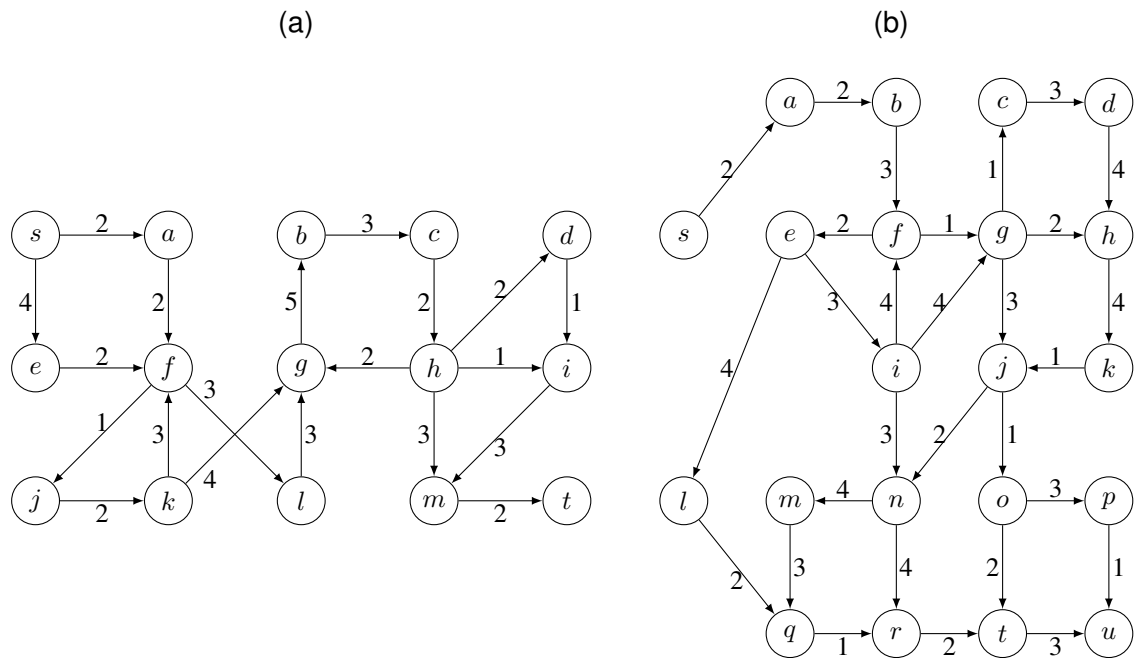 (a)
2 3
s a b c d
4 2 5 2 2 1
2 2 1
e f g h i
1 3 3 3 3 3
4
j k l m t
2 2
(b)
2 3
a b c d
2 3 1 4
2 1 2
s e f g h
3 4 4 3 4
4 1
i j k
3 2 1
4 3
l m n o p
2 3 4 2 1
q r t u
1 2 3